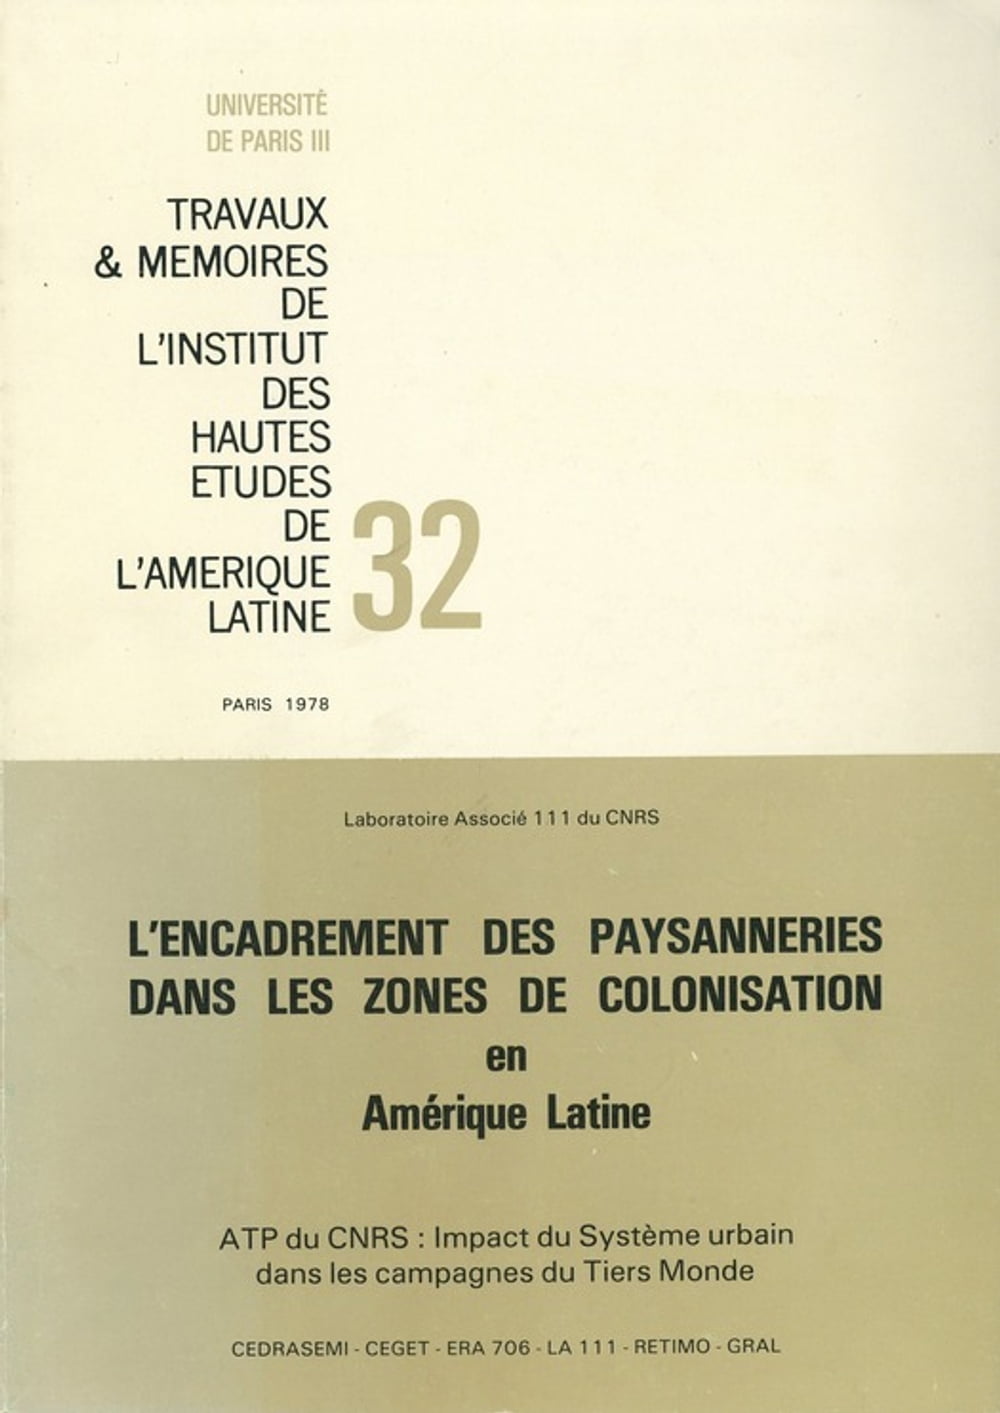 UNIVERSITÉ
DE PARIS III
TRAVAUX
& MEMOIRES
DE
L'INSTITUT
DES
HAUTES
ETUDES
DE
L'AMERIQUE
LATINE
32
PARIS 1978
Laboratoire Associé 111 du CNRS
L'ENCADREMENT DES PAYSANNERIES
DANS LES ZONES DE COLONISATION
en
Amérique Latine
ATP du CNRS : Impact du Système urbain
dans les campagnes du Tiers Monde
CEDRASEMI - CEGET - ERA 706 - LA 111 - RETIMO - GRAL